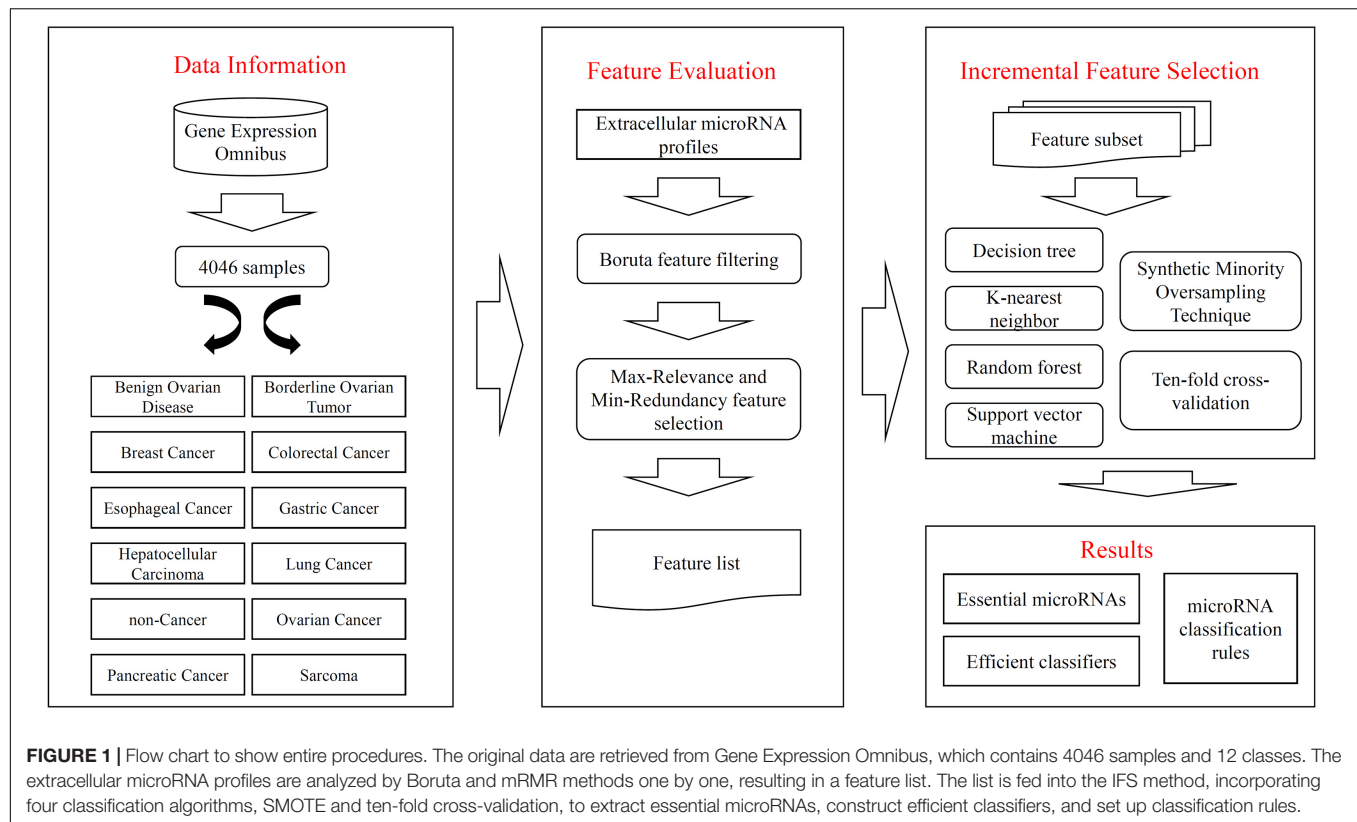 Data Information
Gene Expression
Omnibus
4046 samples
Benign Ovarian
Disease
Borderline Ovarian
Tumor
Breast Cancer
Colorectal Cancer
Esophageal Cancer
Gastric Cancer
Hepatocellular
Carcinoma
Lung Cancer
non-Cancer
Ovarian Cancer
Pancreatic Cancer
Sarcoma
Feature Evaluation
Extracellular microRNA
profiles
Boruta feature filtering
Max-Relevance and
Min-Redundancy feature
selection
Feature list
Incremental Feature Selection
Feature subset
Decision tree
K-nearest
neighbor
Random forest
Support vector
machine
Synthetic Minority
Oversampling
Technique
Ten-fold cross-
validation
Results
Essential microRNAs
Efficient classifiers
microRNA
classification
rules
FIGURE 1 | Flow chart to show entire procedures. The original data are retrieved from Gene Expression Omnibus, which contains 4046 samples and 12 classes. The
extracellular microRNA profiles are analyzed by Boruta and mRMR methods one by one, resulting in a feature list. The list is fed into the IFS method, incorporating
four classification algorithms, SMOTE and ten-fold cross-validation, to extract essential microRNAs, construct efficient classifiers, and set up classification rules.